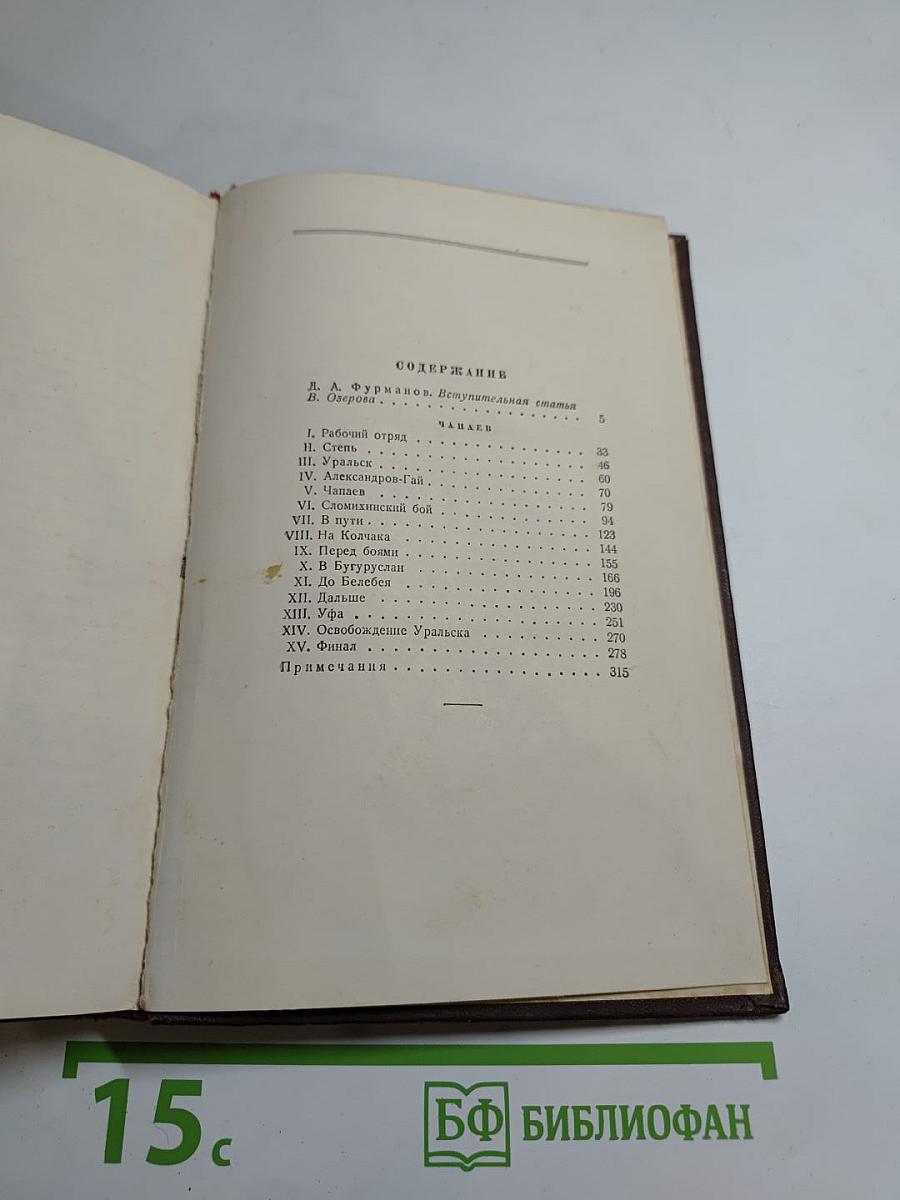 СОДЕРЖАНИЕ
Д. А. Фурманов. Вступительная статья
В. Озерова . . . . . . . . . . . . . . . . 5
ЧАПАЕВ
I. Рабочий отряд . . . . . . . . . . . . . 33
II. Степь . . . . . . . . . . . . . . . . 46
III. Уральск . . . . . . . . . . . . . . . 60
IV. Александров-Гай . . . . . . . . . . . . 70
V. Чапаев . . . . . . . . . . . . . . . . 79
VI. Сломихинский бой . . . . . . . . . . . 94
VII. В пути . . . . . . . . . . . . . . . . 123
VIII. На Колчака . . . . . . . . . . . . . 144
IX. Перед боями . . . . . . . . . . . . . . 155
X. В Бугуруслан . . . . . . . . . . . . . . 166
XI. До Белебея . . . . . . . . . . . . . . 196
XII. Дальше . . . . . . . . . . . . . . . . 230
XIII. Уфа . . . . . . . . . . . . . . . . . 251
XIV. Освобождение Уральска . . . . . . . . . 270
XV. Финал . . . . . . . . . . . . . . . . . 278
Примечания . . . . . . . . . . . . . . . . 315
15 с
БФ БИБЛИОФАН